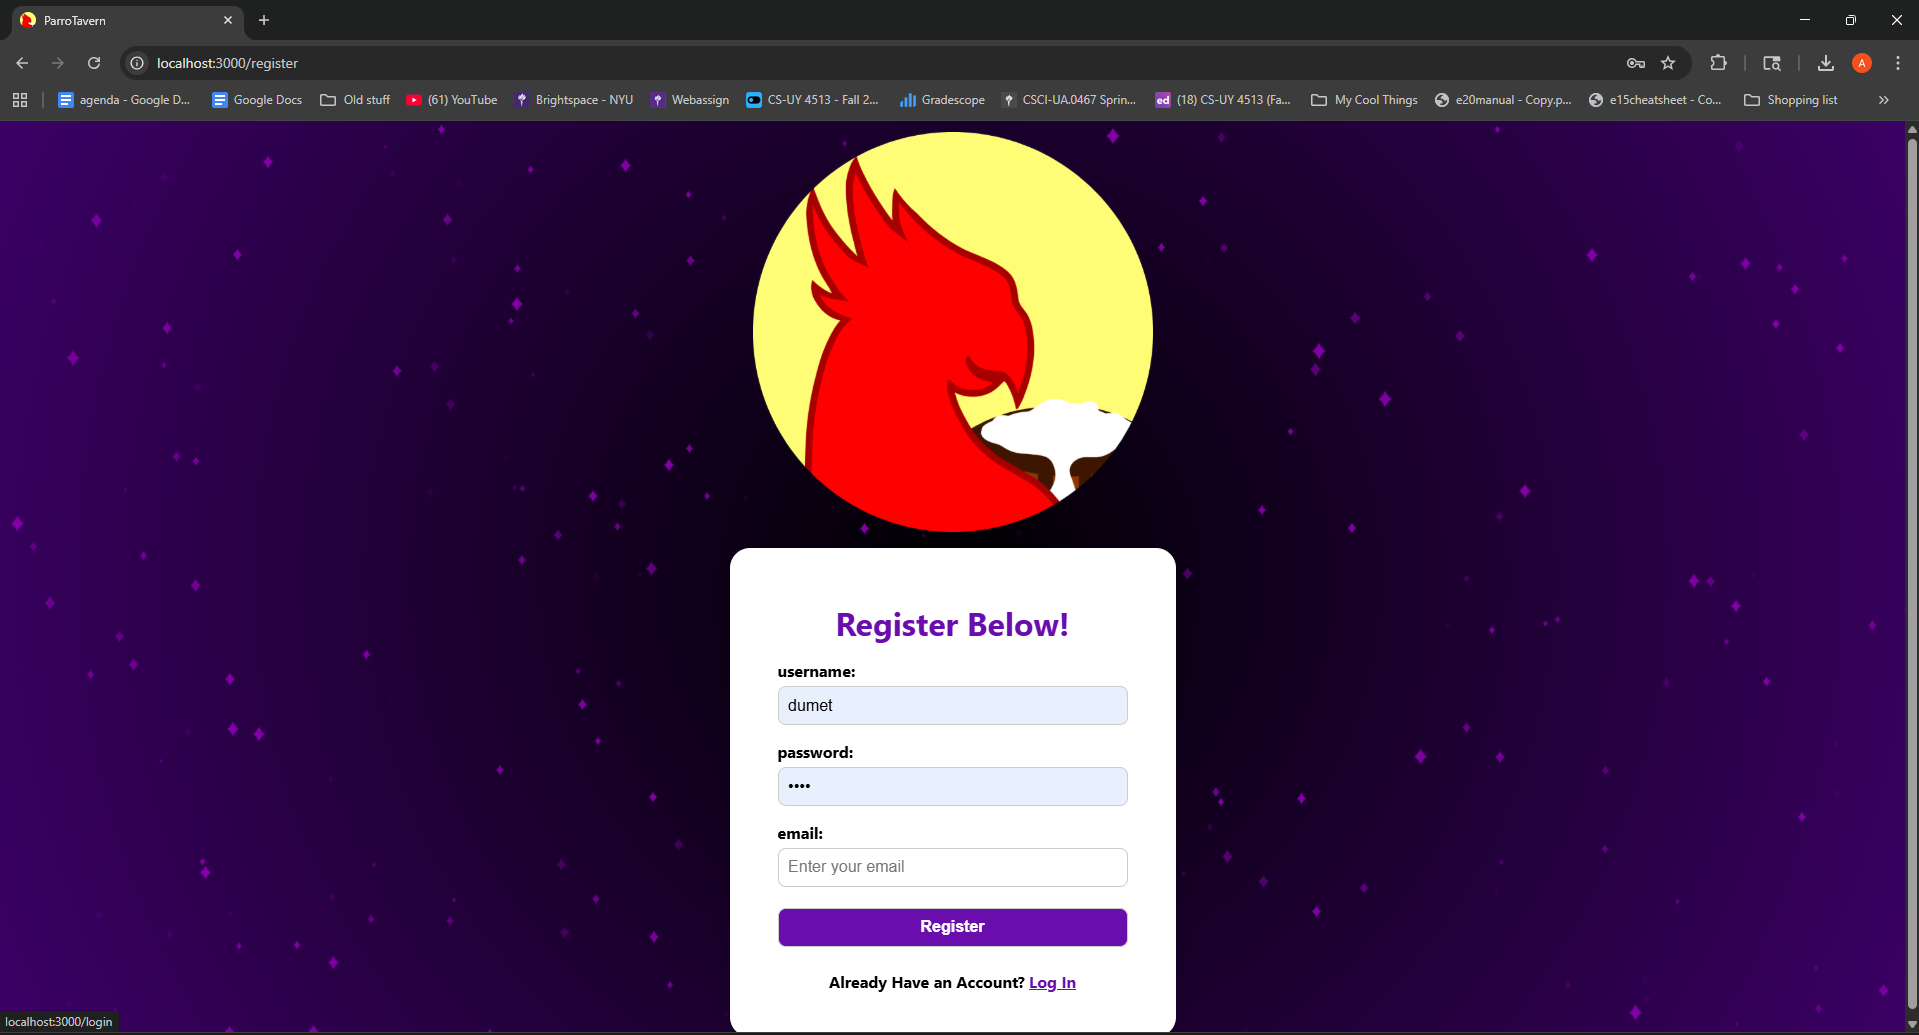 ParroTavern
localhost:3000/register
A
agenda - Google D...
Google Docs
Old stuff
(61) YouTube
Brightspace - NYU
Webassign
CS-UY 4513 - Fall 2...
Gradescope
CSCI-UA.0467 Sprin...
ed
(18) CS-UY 4513 (Fa...
My Cool Things
e20manual - Copy.p...
e15cheatsheet - Co...
Shopping list
Register Below!
username:
dumet
password:
••••
email:
Enter your email
Register
Already Have an Account? Log In
localhost:3000/login